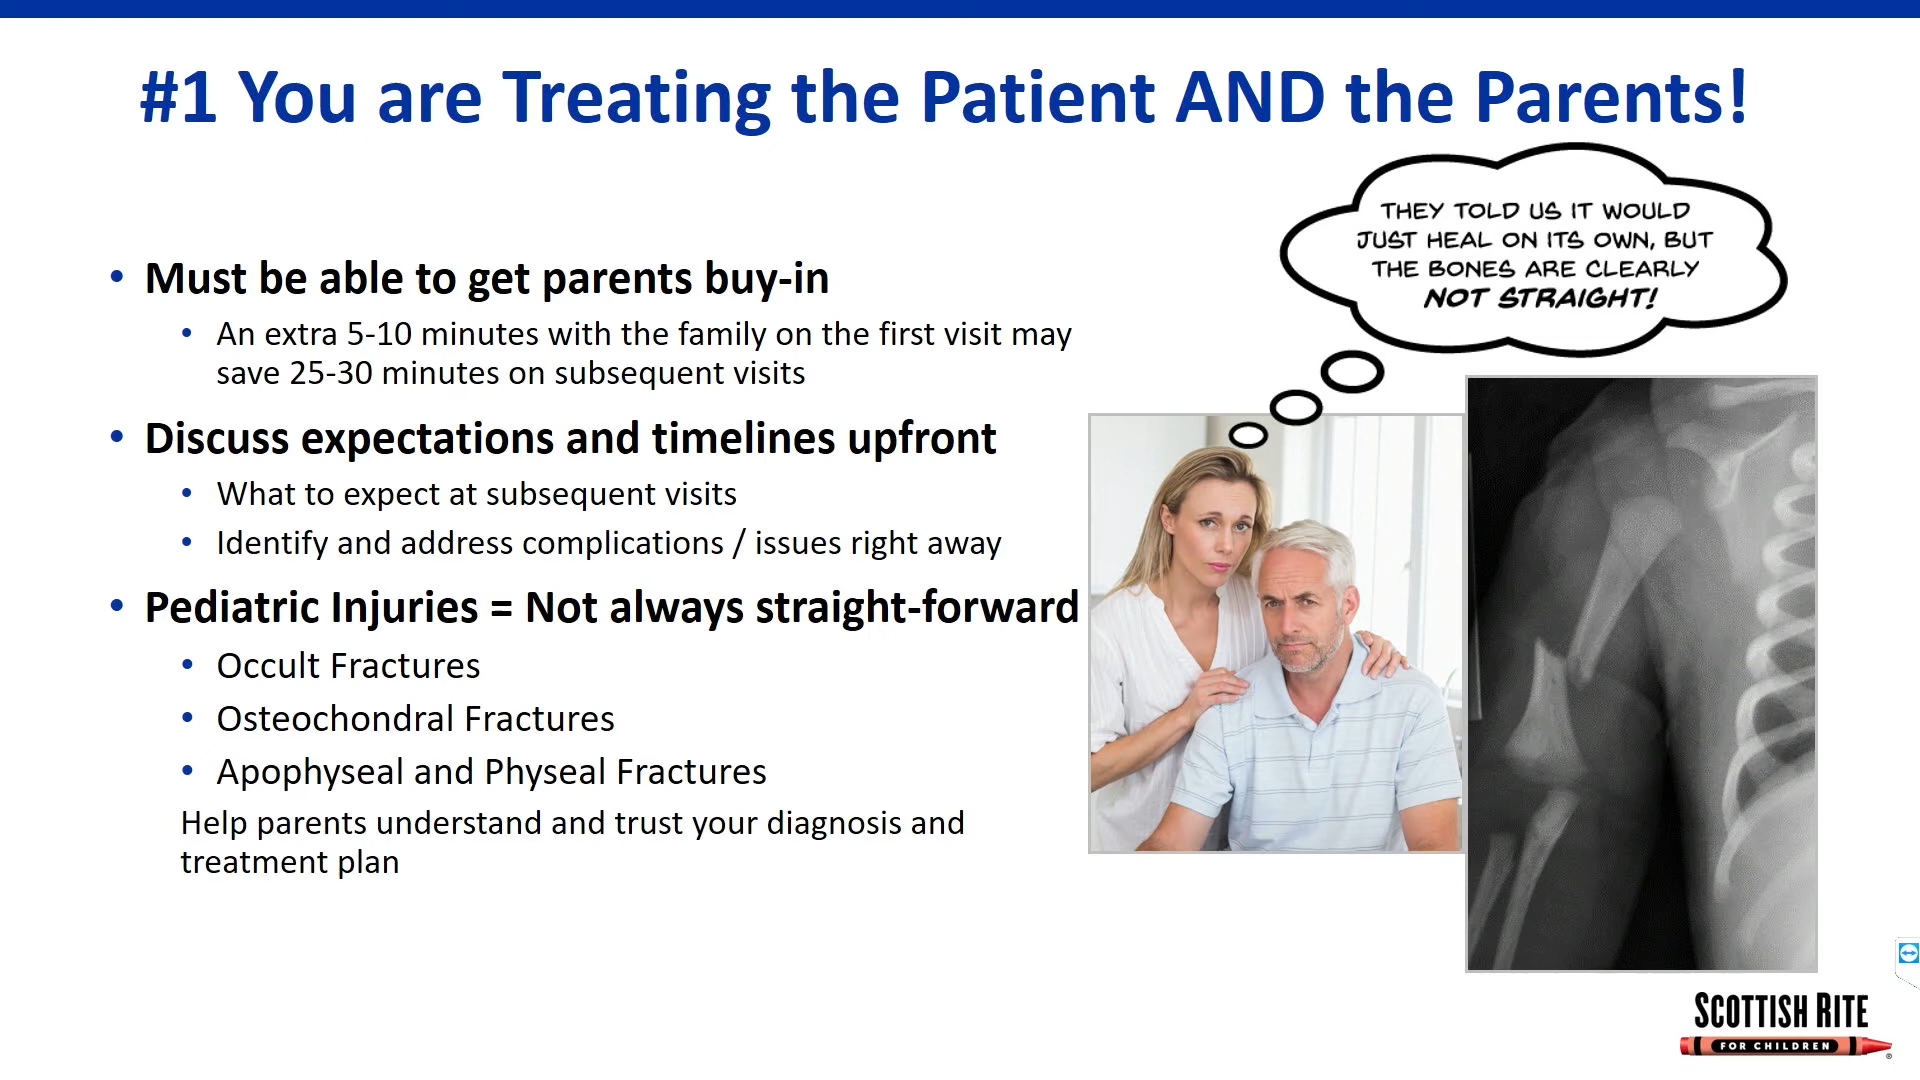 #1 You are Treating the Patient AND the Parents!
THEY TOLD US IT WOULD
JUST HEAL ON ITS OWN, BUT
THE BONES ARE CLEARLY
NOT STRAIGHT!
• Must be able to get parents buy-in
• An extra 5-10 minutes with the family on the first visit may
save 25-30 minutes on subsequent visits
• Discuss expectations and timelines upfront
• What to expect at subsequent visits
• Identify and address complications / issues right away
• Pediatric Injuries = Not always straight-forward
• Occult Fractures
• Osteochondral Fractures
• Apophyseal and Physeal Fractures
Help parents understand and trust your diagnosis and
treatment plan
SCOTTISH RITE
FOR CHILDREN ®